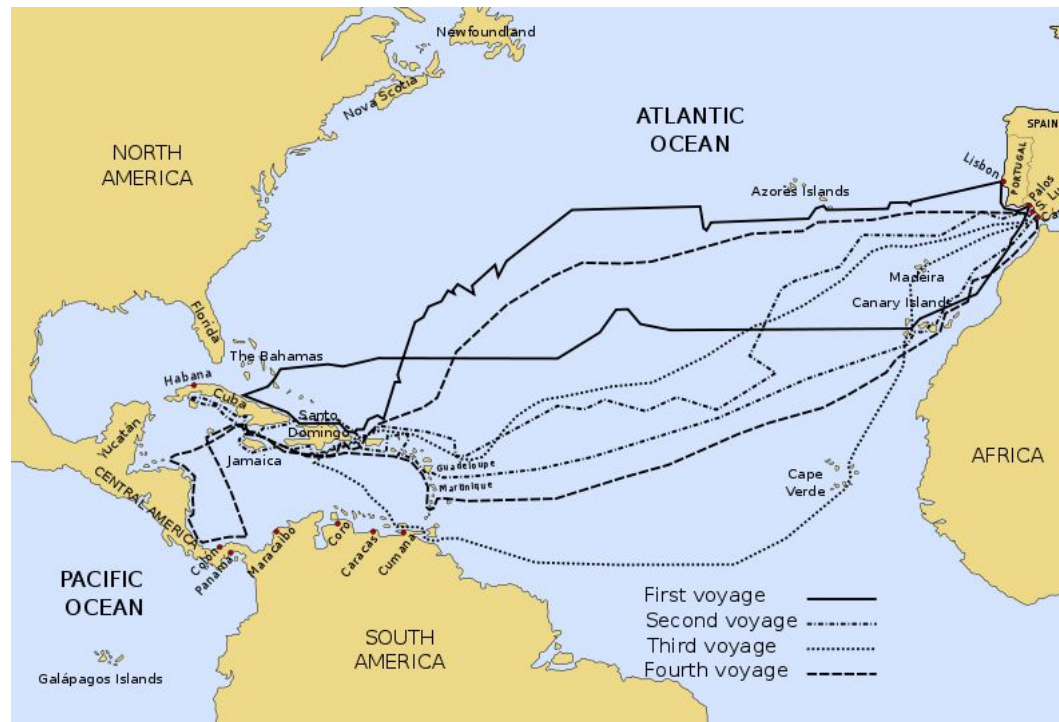 Newfoundland
Nova Scotia
ATLANTIC
OCEAN
SPAIN
PORTUGAL
Lisbon
Palos
NORTH
AMERICA
Azores Islands
Madeira
Canary Islands
Florida
The Bahamas
Habana
Cuba
Santo
Domingo
Yucatán
Jamaica
Guadeloupe
Martinique
AFRICA
CENTRAL AMERICA
Cape
Verde
Colon
Panamá
Maracaibo
Coro
Caracas
Cumana
PACIFIC
OCEAN
First voyage
Second voyage
Third voyage
Fourth voyage
SOUTH
AMERICA
Galápagos Islands